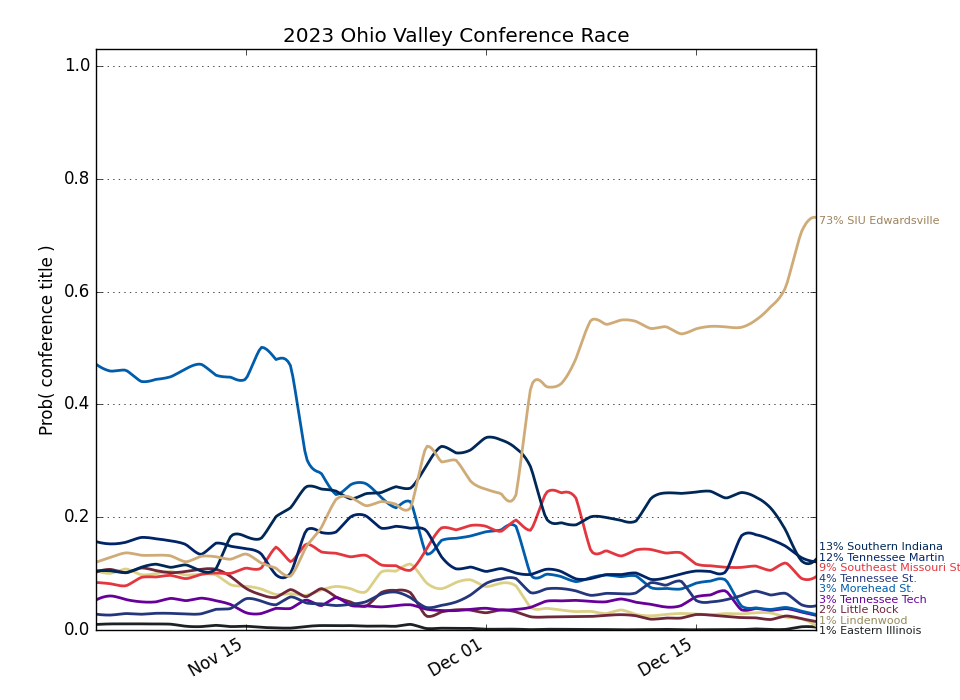 2023 Ohio Valley Conference Race
Prob( conference title )
1.0
0.8
0.6
0.4
0.2
0.0
Nov 15
Dec 01
Dec 15
73% SIU Edwardsville
13% Southern Indiana
12% Tennessee Martin
9% Southeast Missouri St
4% Tennessee St.
3% Morehead St.
3% Tennessee Tech
2% Little Rock
1% Lindenwood
1% Eastern Illinois